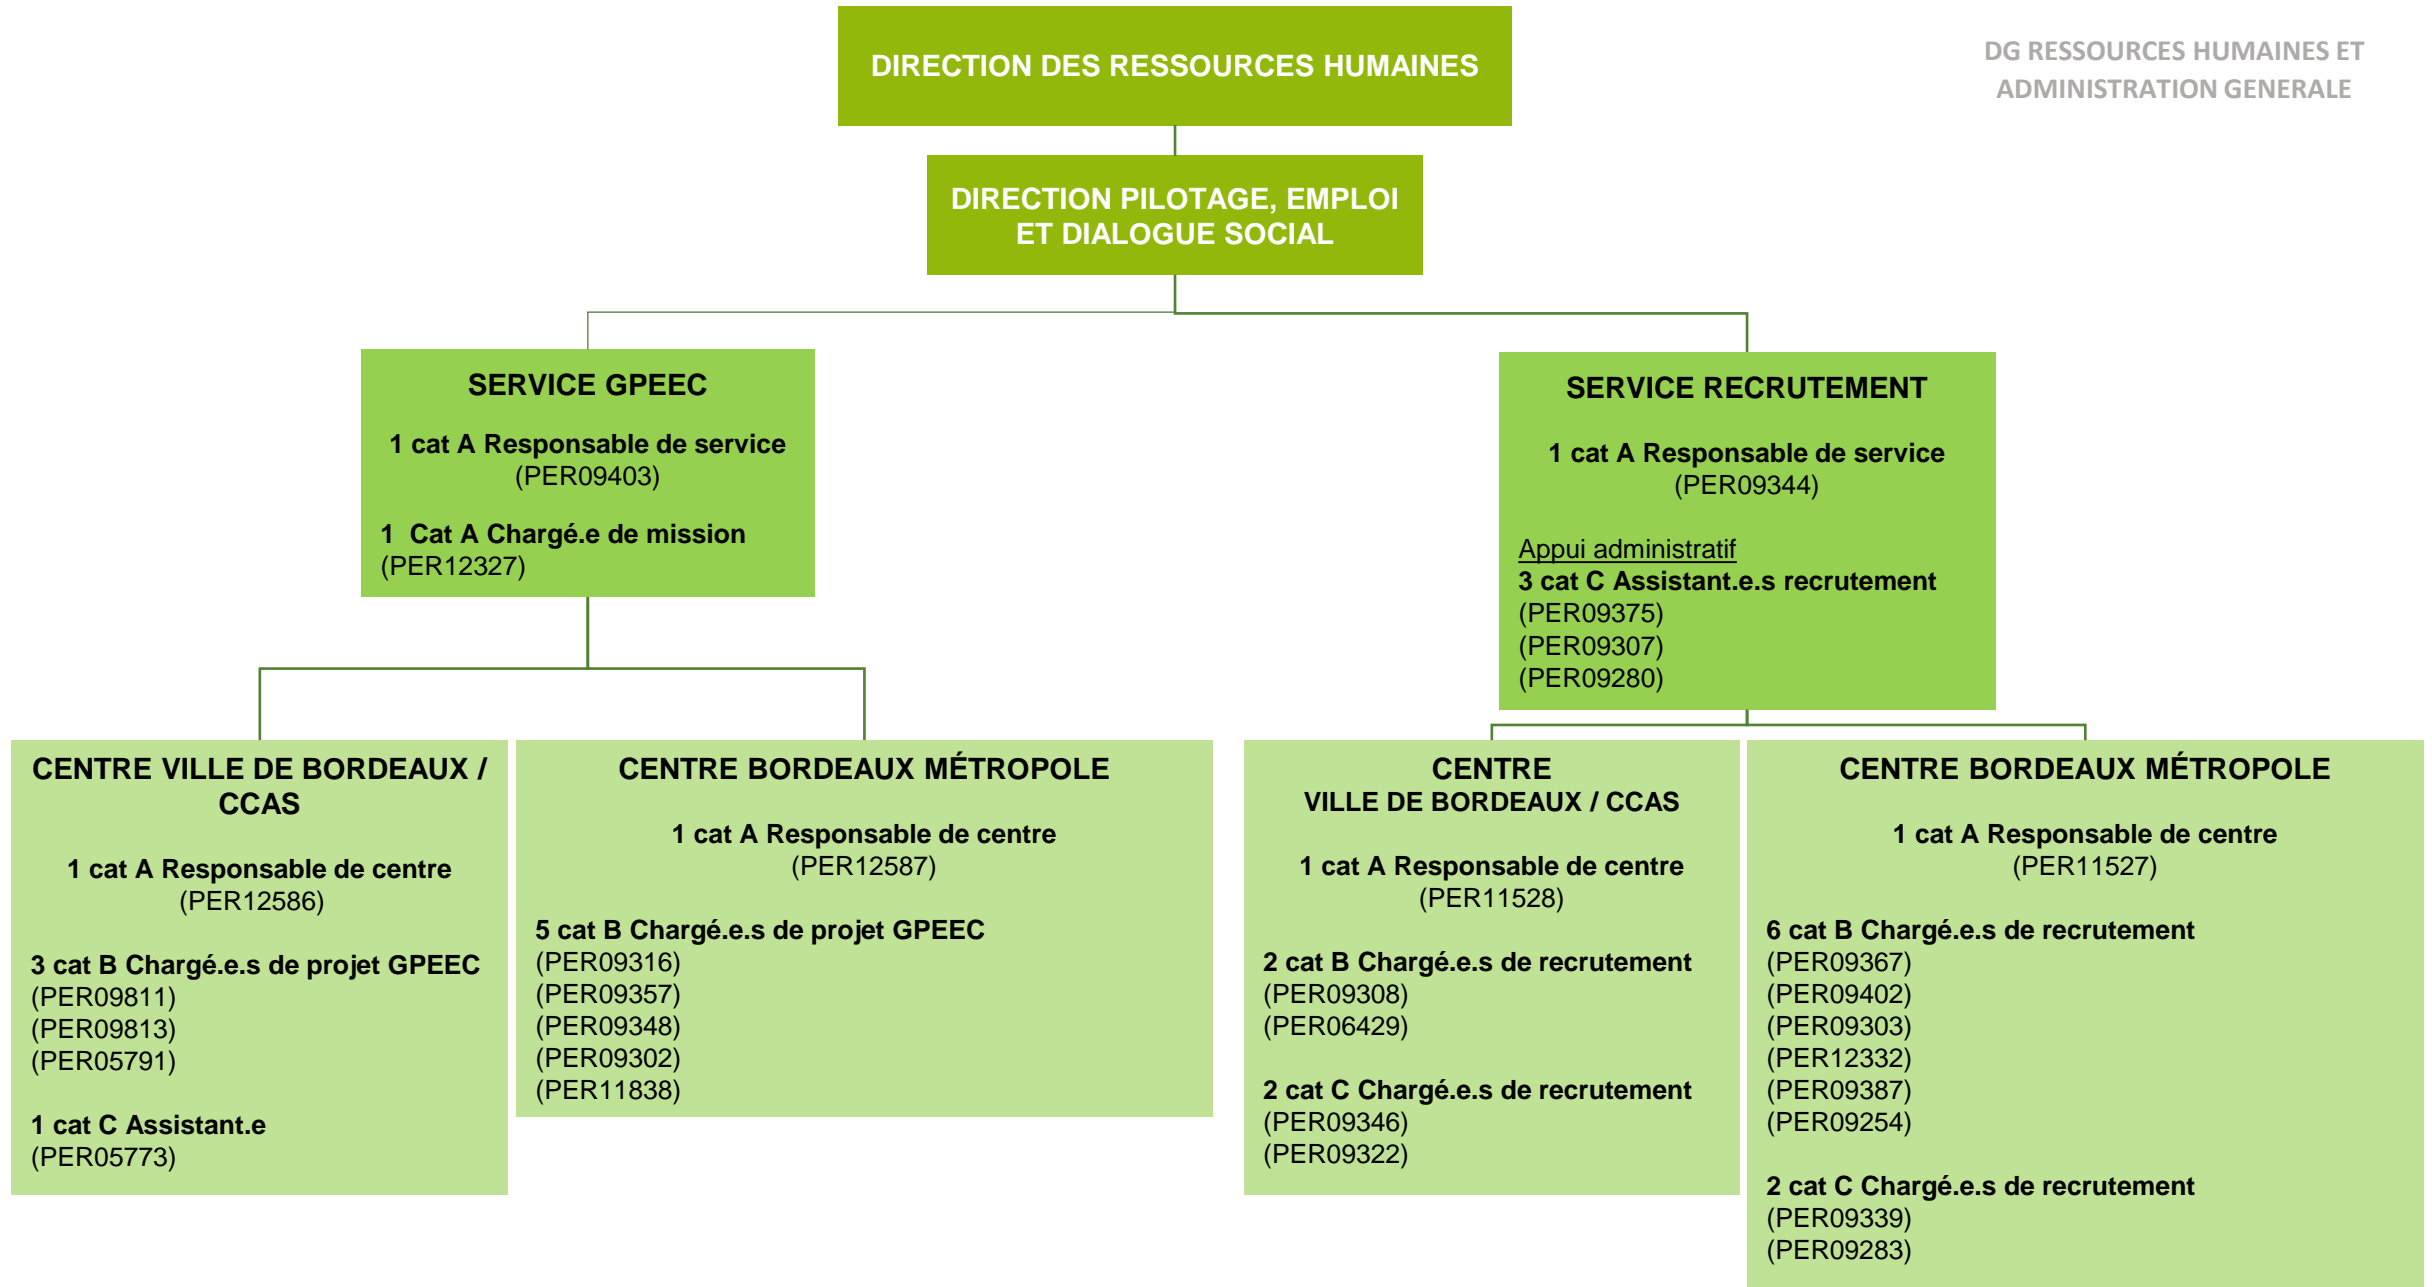 DIRECTION DES RESSOURCES HUMAINES
DG RESSOURCES HUMAINES ET
ADMINISTRATION GENERALE
DIRECTION PILOTAGE, EMPLOI
ET DIALOGUE SOCIAL
SERVICE GPEEC
1 cat A Responsable de service
(PER09403)
1 Cat A Chargé.e de mission
(PER12327)
SERVICE RECRUTEMENT
1 cat A Responsable de service
(PER09344)
Appui administratif
3 cat C Assistant.e.s recrutement
(PER09375)
(PER09307)
(PER09280)
CENTRE VILLE DE BORDEAUX /
CCAS
1 cat A Responsable de centre
(PER12586)
3 cat B Chargé.e.s de projet GPEEC
(PER09811)
(PER09813)
(PER05791)
1 cat C Assistant.e
(PER05773)
CENTRE BORDEAUX MÉTROPOLE
1 cat A Responsable de centre
(PER12587)
5 cat B Chargé.e.s de projet GPEEC
(PER09316)
(PER09357)
(PER09348)
(PER09302)
(PER11838)
CENTRE
VILLE DE BORDEAUX / CCAS
1 cat A Responsable de centre
(PER11528)
2 cat B Chargé.e.s de recrutement
(PER09308)
(PER06429)
2 cat C Chargé.e.s de recrutement
(PER09346)
(PER09322)
CENTRE BORDEAUX MÉTROPOLE
1 cat A Responsable de centre
(PER11527)
6 cat B Chargé.e.s de recrutement
(PER09367)
(PER09402)
(PER09303)
(PER12332)
(PER09387)
(PER09254)
2 cat C Chargé.e.s de recrutement
(PER09339)
(PER09283)